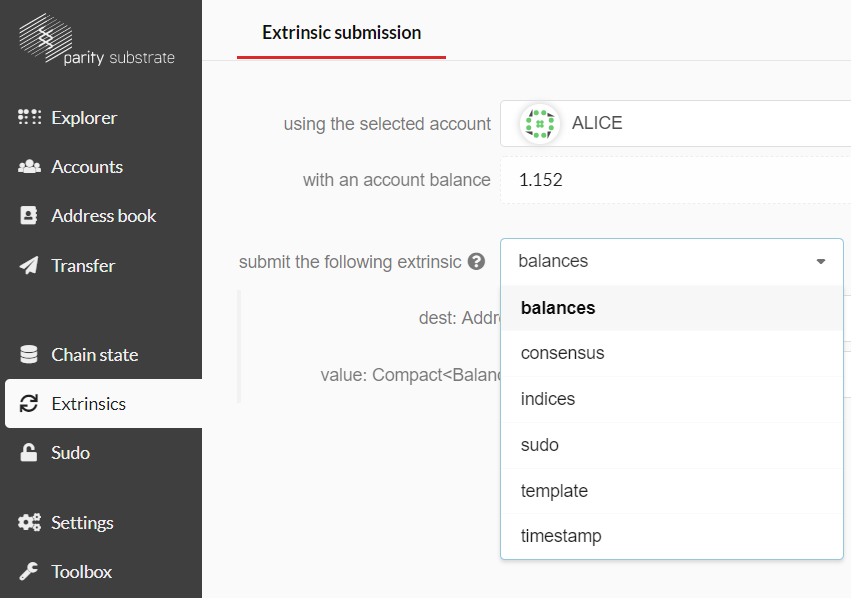 parity substrate
Explorer
Accounts
Address book
Transfer
Chain state
Extrinsics
Sudo
Settings
Toolbox
Extrinsic submission
using the selected account ALICE
with an account balance 1.152
submit the following extrinsic ? balances
dest: Addr
value: Compact<Balanc
balances
consensus
indices
sudo
template
timestamp